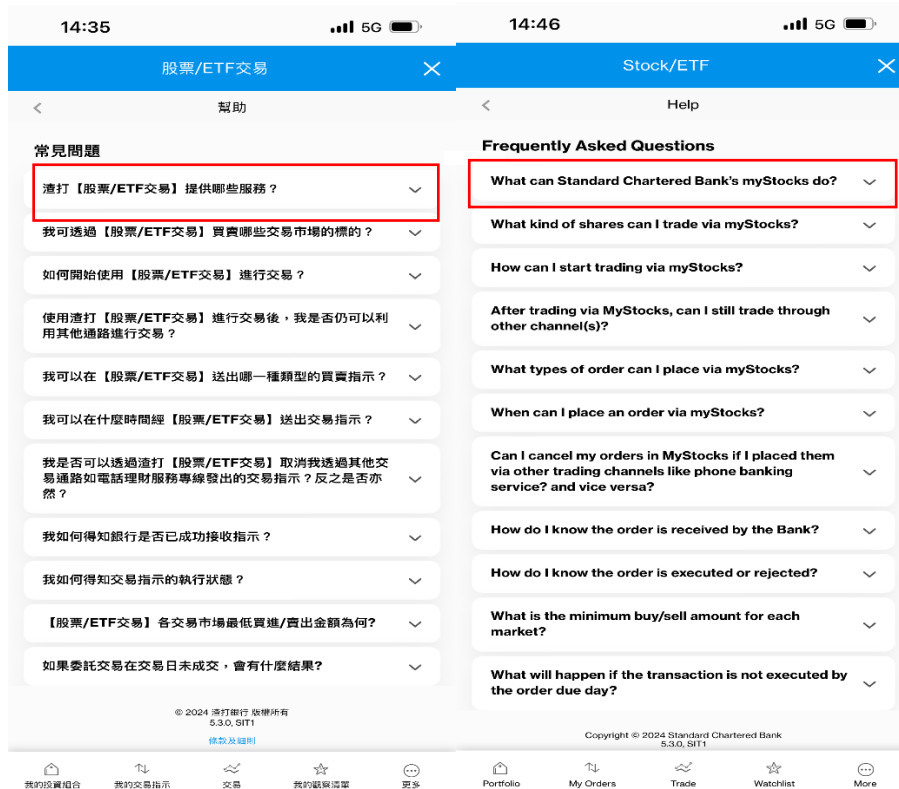 14:35
5G
股票/ETF交易
幫助
常見問題
渣打【股票/ETF交易】提供哪些服務？
我可透過【股票/ETF交易】買賣哪些交易市場的標的？
如何開始使用【股票/ETF交易】進行交易？
使用渣打【股票/ETF交易】進行交易後，我是否仍可以利
用其他通路進行交易？
我可以在【股票/ETF交易】送出哪一種類型的買賣指示？
我可以在什麼時間經【股票/ETF交易】送出交易指示？
我是否可以透過渣打【股票/ETF交易】取消我透過其他交
易通路如電話理財服務專線發出的交易指示？反之是否亦
然？
我如何得知銀行是否已成功接收指示？
我如何得知交易指示的執行狀態？
【股票/ETF交易】各交易市場最低買進/賣出金額為何?
如果委託交易在交易日未成交，會有什麼結果?
© 2024 渣打銀行 版權所有
5.3.0, SIT1
條款及細則
我的投資組合
我的交易指示
交易
我的觀察清單
更多
14:46
5G
Stock/ETF
Help
Frequently Asked Questions
What can Standard Chartered Bank's myStocks do?
What kind of shares can I trade via myStocks?
How can I start trading via myStocks?
After trading via MyStocks, can I still trade through
other channel(s)?
What types of order can I place via myStocks?
When can I place an order via myStocks?
Can I cancel my orders in MyStocks if I placed them
via other trading channels like phone banking
service? and vice versa?
How do I know the order is received by the Bank?
How do I know the order is executed or rejected?
What is the minimum buy/sell amount for each
market?
What will happen if the transaction is not executed by
the order due day?
Copyright © 2024 Standard Chartered Bank
5.3.0, SIT1
Portfolio
My Orders
Trade
Watchlist
More